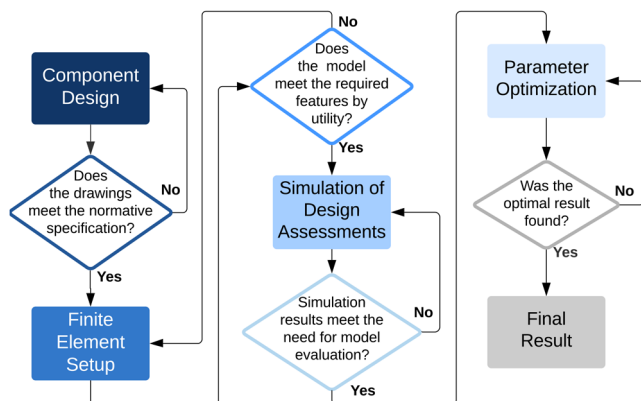 Component
Design
Does
the drawings
meet the normative
specification?
No
Yes
Finite
Element
Setup
No
Does
the model
meet the required
features by
utility?
Yes
Simulation of
Design
Assessments
Simulation
results meet the
need for model
evaluation?
No
Yes
Parameter
Optimization
Was the
optimal result
found?
No
Yes
Final
Result